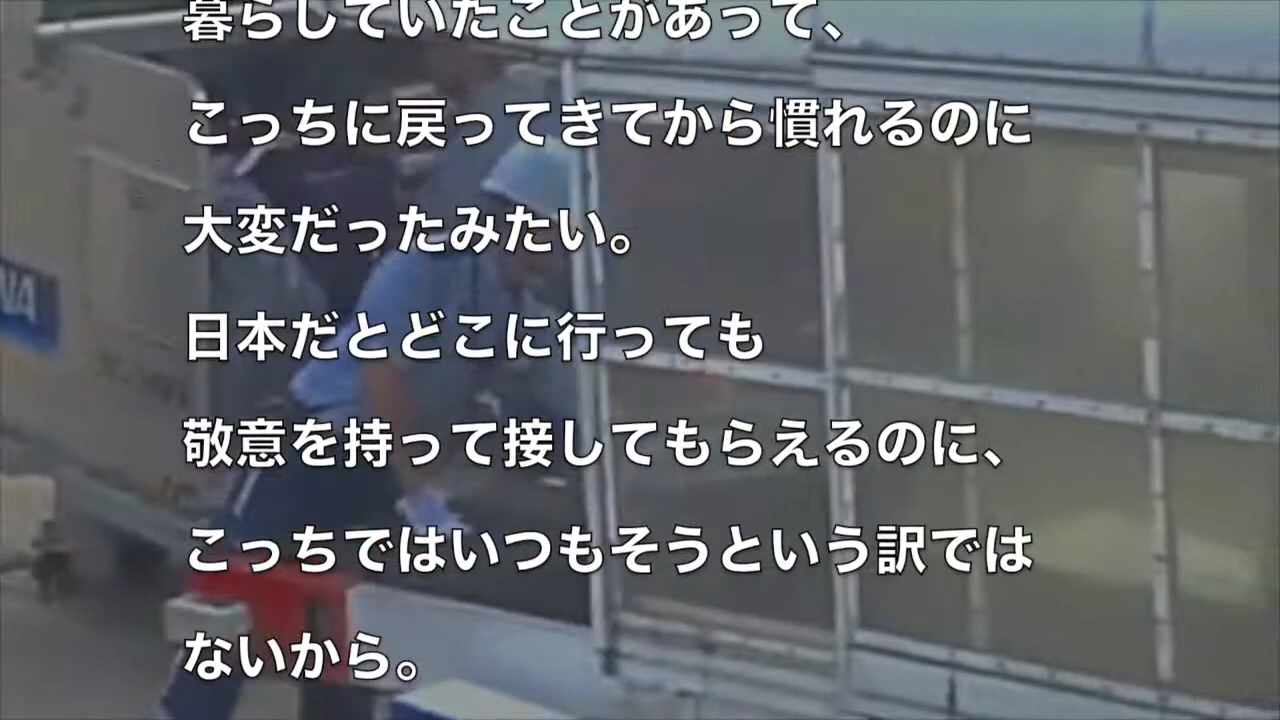 暮らしていたことがあって、
こっちに戻ってきてから慣れるのに
大変だったみたい。
日本だとどこに行っても
敬意を持って接してもらえるのに、
こっちではいつもそうという訳では
ないから。